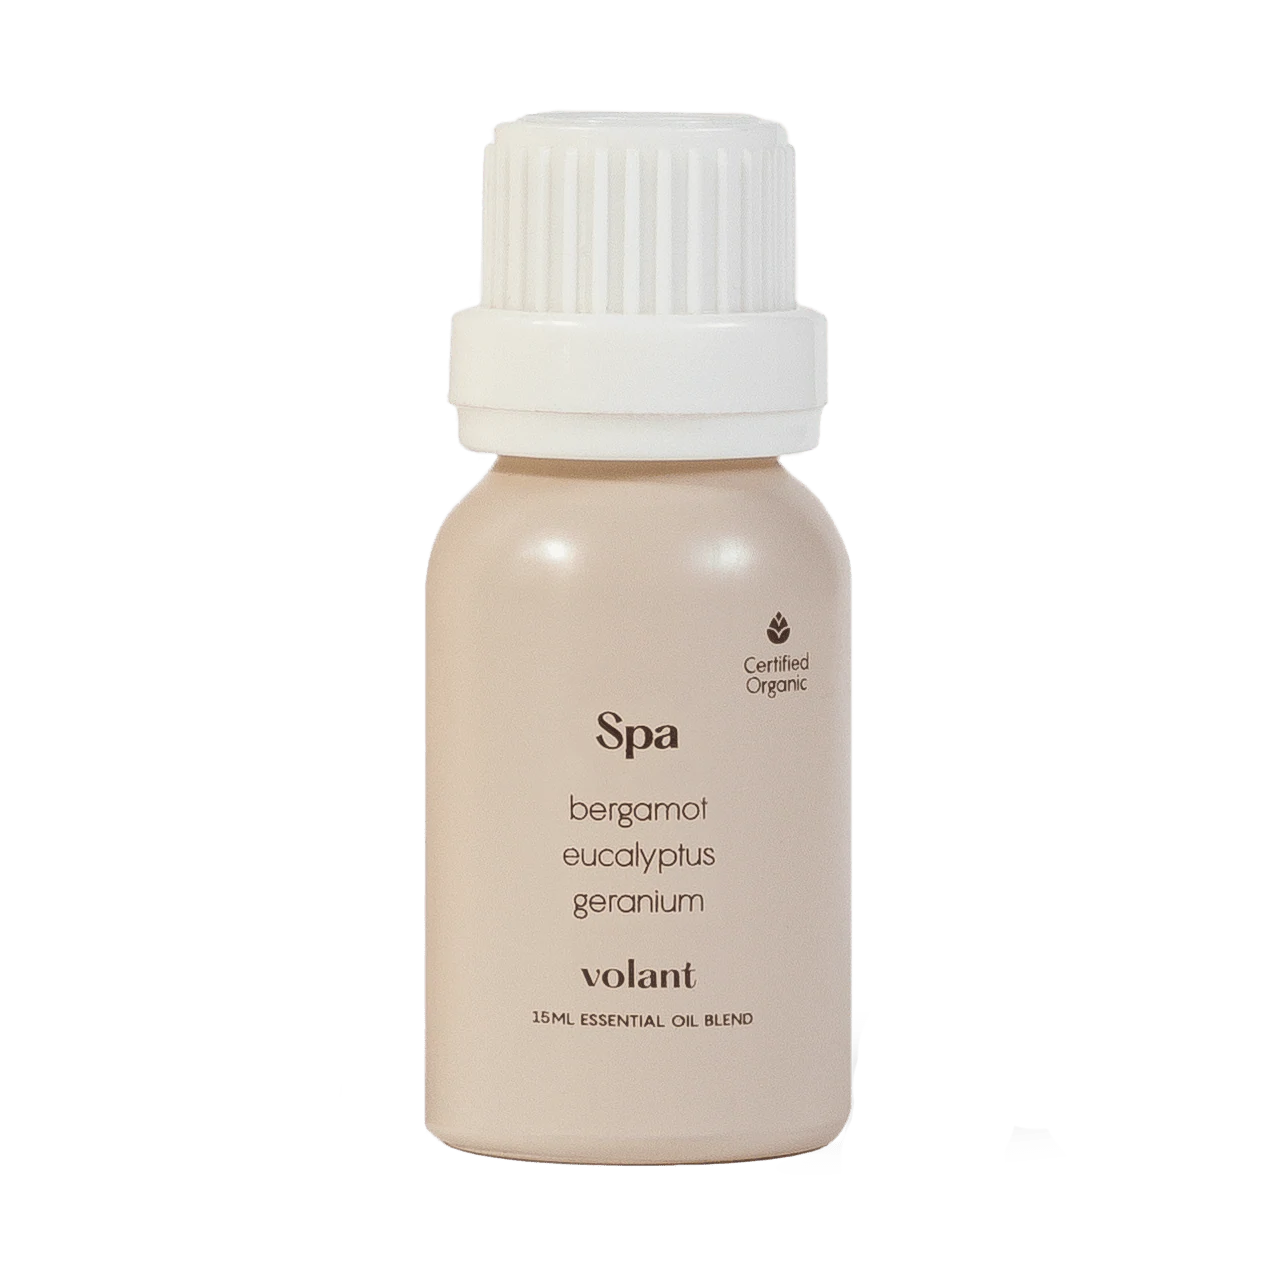 Certified
Organic
Spa
bergamot
eucalyptus
geranium
volant
15ML ESSENTIAL OIL BLEND